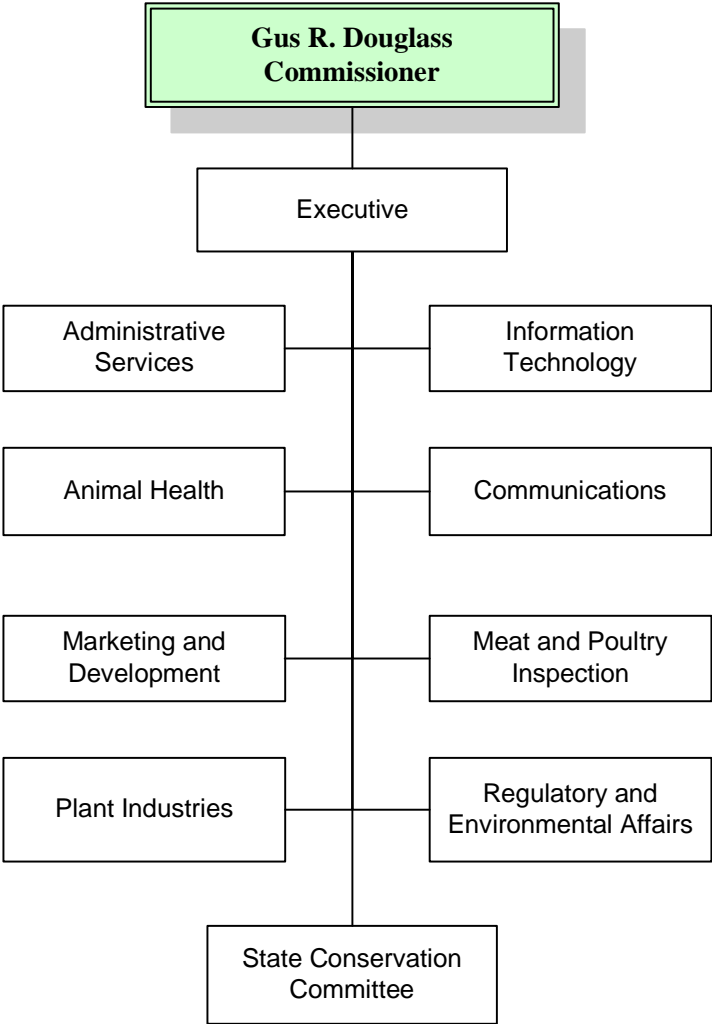 Gus R. Douglass
Commissioner
Executive
Administrative
Services
Information
Technology
Animal Health
Communications
Marketing and
Development
Meat and Poultry
Inspection
Plant Industries
Regulatory and
Environmental Affairs
State Conservation
Committee